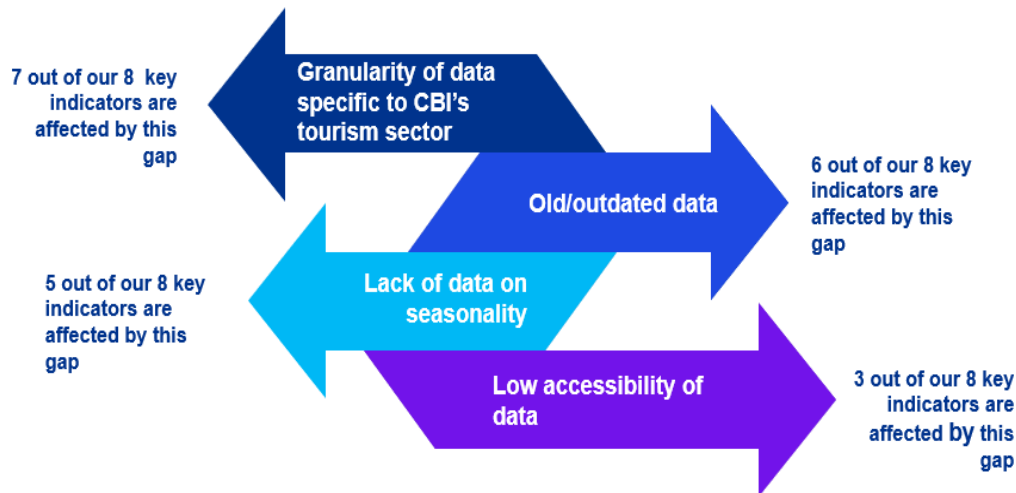 7 out of our 8 key
indicators are
affected by this
gap
Granularity of data
specific to CBI's
tourism sector
Old/outdated data
6 out of our 8 key
indicators are
affected by this
gap
5 out of our 8 key
indicators are
affected by this
gap
Lack of data on
seasonality
Low accessibility of
data
3 out of our 8 key
indicators are
affected by this
gap